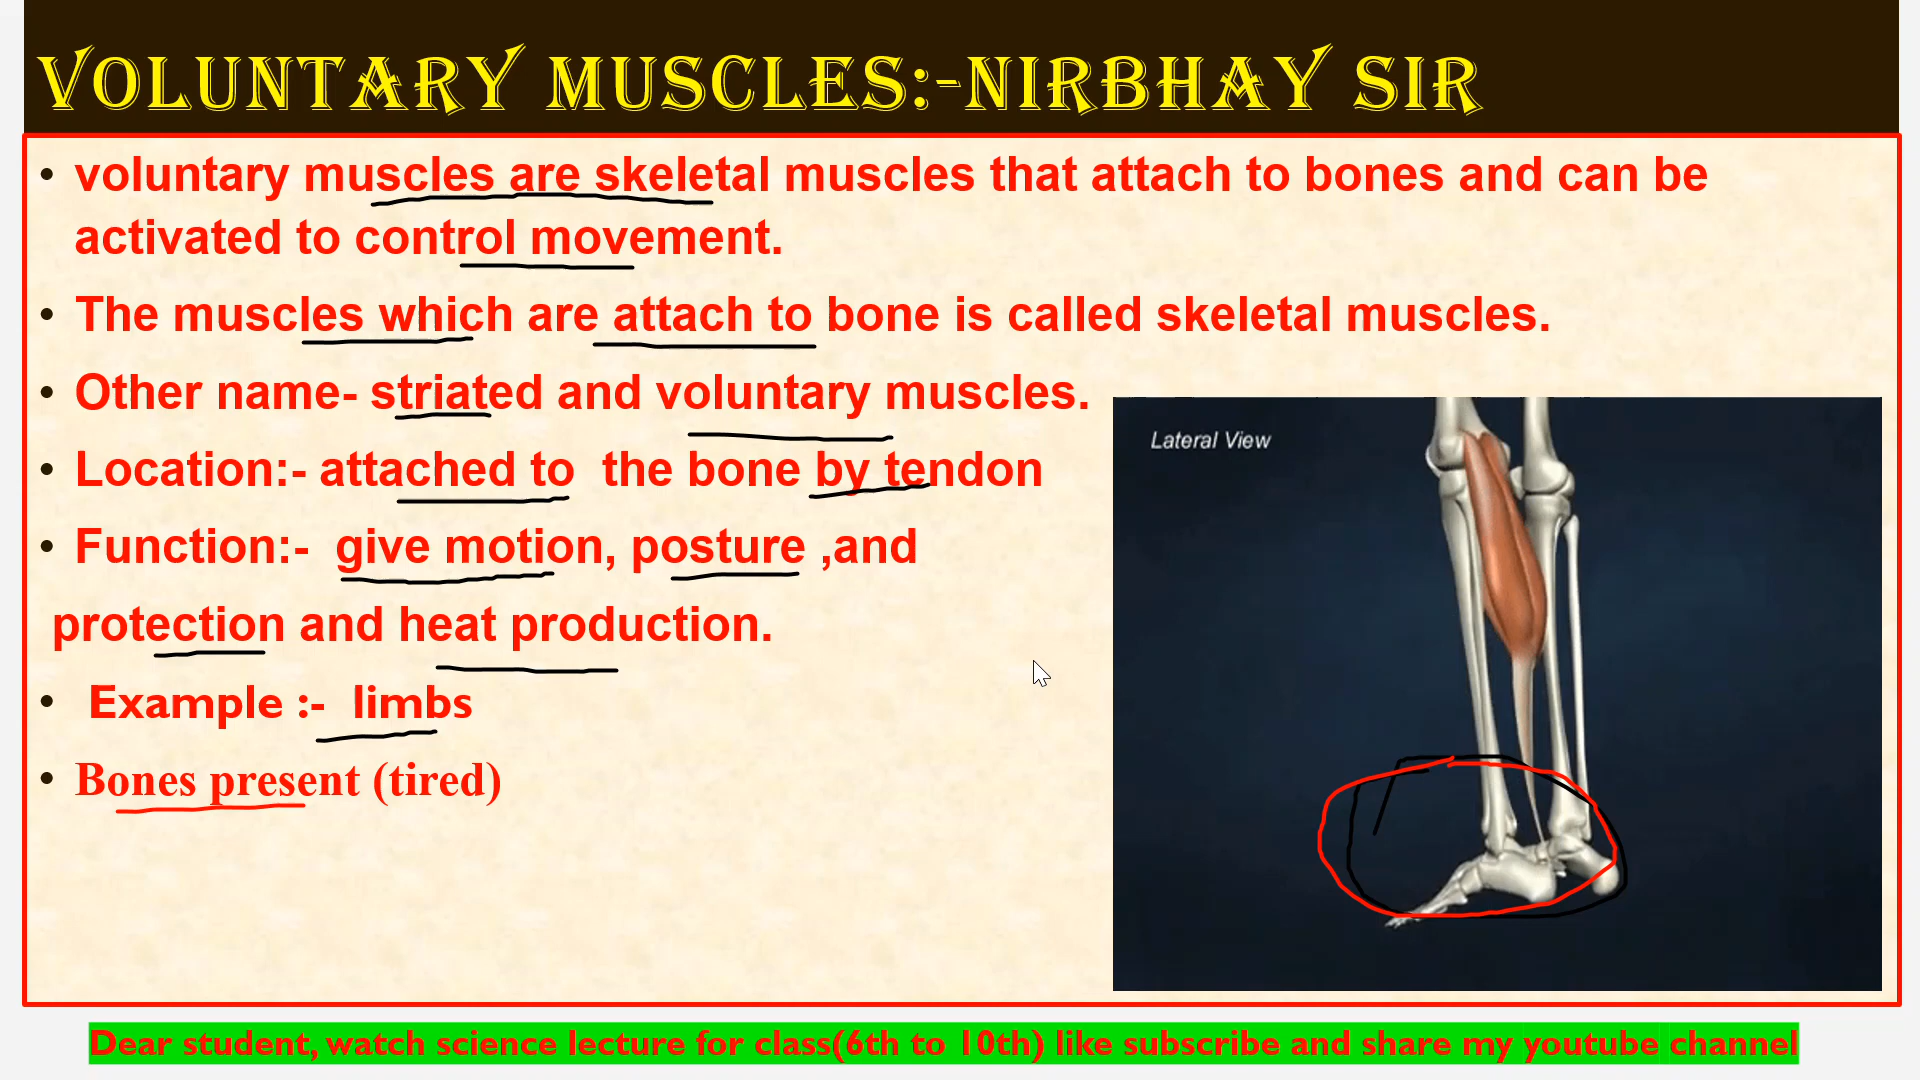 VOLUNTARY MUSCLES:-NIRBHAY SIR
• voluntary muscles are skeletal muscles that attach to bones and can be
activated to control movement.
• The muscles which are attach to bone is called skeletal muscles.
• Other name- striated and voluntary muscles.
• Location:- attached to the bone by tendon
• Function:- give motion, posture ,and
protection and heat production.
• Example :- limbs
• Bones present (tired)
Lateral View
Dear student, watch science lecture for class(6th to 10th) like subscribe and share my youtube channel